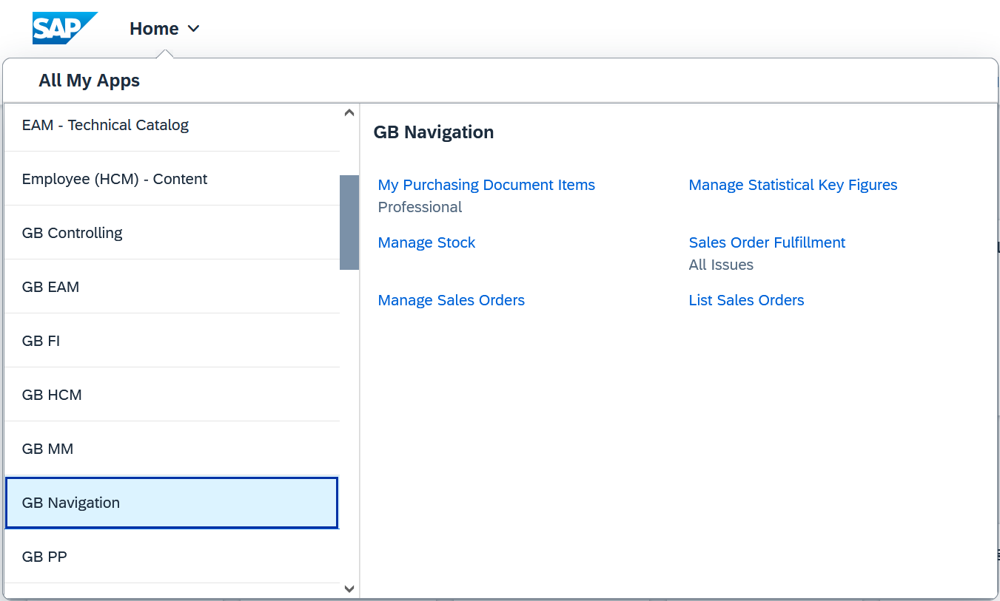 SAP
Home
All My Apps
EAM - Technical Catalog
Employee (HCM) - Content
GB Controlling
GB EAM
GB FI
GB HCM
GB MM
GB Navigation
GB PP
GB Navigation
My Purchasing Document Items
Professional
Manage Statistical Key Figures
Manage Stock
Sales Order Fulfillment
All Issues
Manage Sales Orders
List Sales Orders